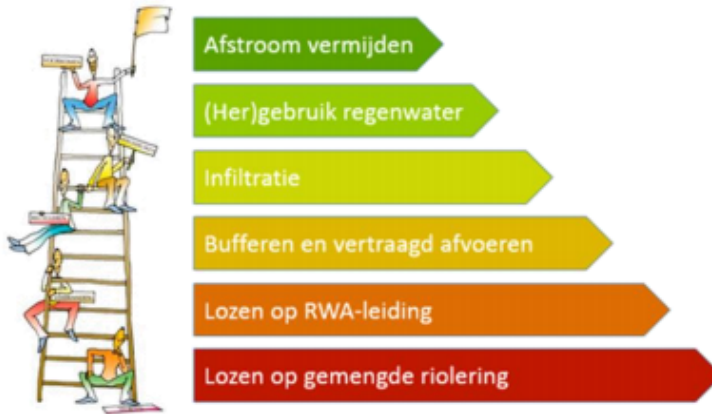 Afstroom vermijden
(Her)gebruik regenwater
Infiltratie
Bufferen en vertraagd afvoeren
Lozen op RWA-leiding
Lozen op gemengde riolering